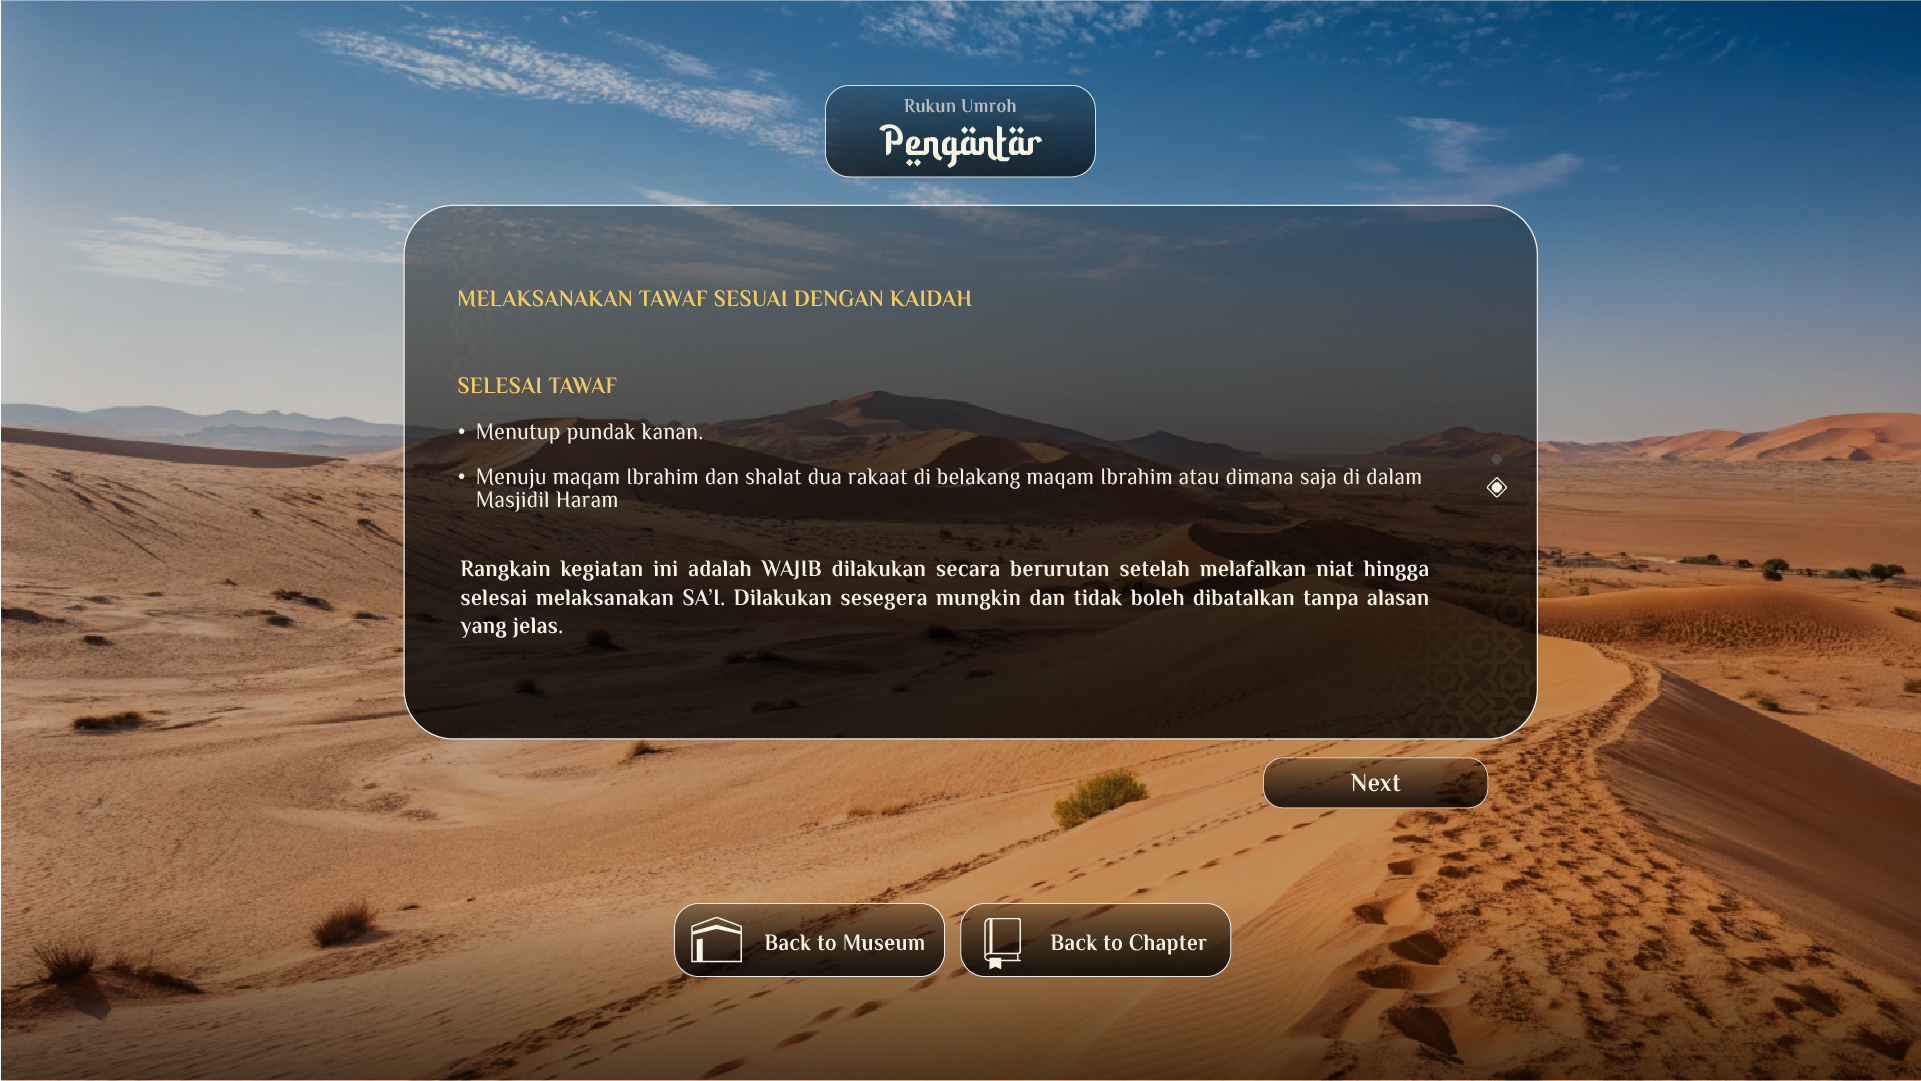 Rukun Umroh
Pengantar
MELAKSANAKAN TAWAF SESUAI DENGAN KAIDAH
SELESAI TAWAF
• Menutup pundak kanan.
• Menuju maqam Ibrahim dan shalat dua rakaat di belakang maqam Ibrahim atau dimana saja di dalam
Masjidil Haram
Rangkain kegiatan ini adalah WAJIB dilakukan secara berurutan setelah melafalkan niat hingga
selesai melaksanakan SA'I. Dilakukan sesegera mungkin dan tidak boleh dibatalkan tanpa alasan
yang jelas.
Next
Back to Museum
Back to Chapter